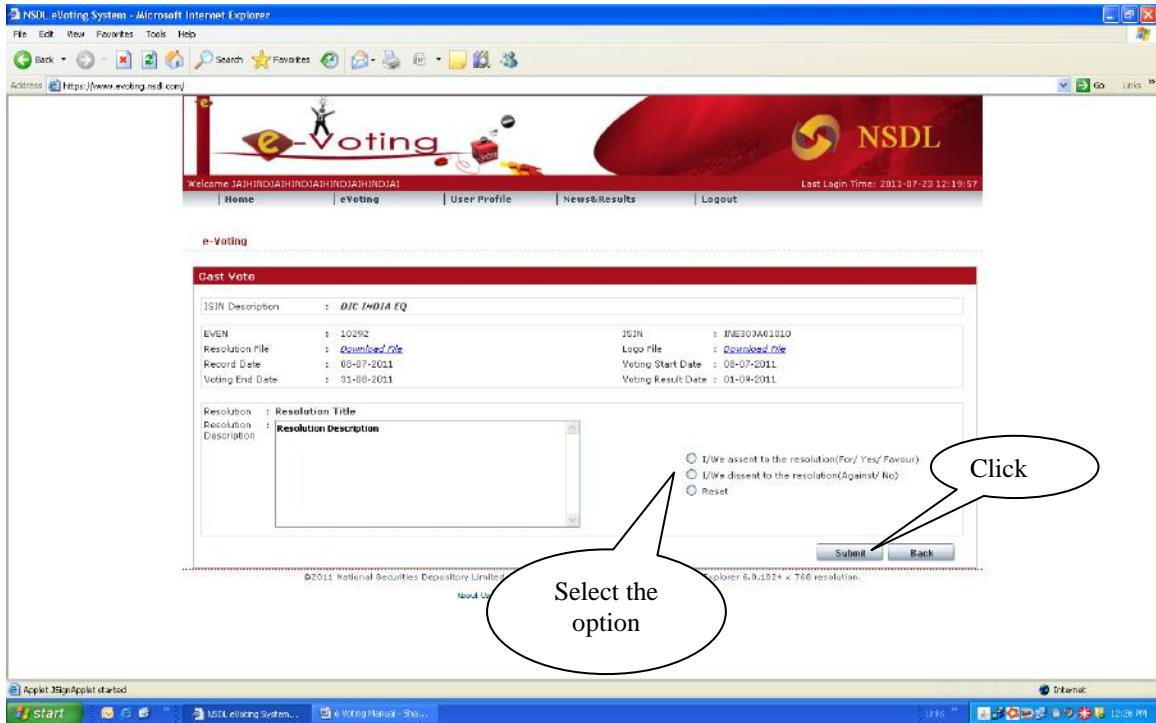 NSDL eVoting System - Microsoft Internet Explorer
File Edit View Favorites Tools Help
Back Search Favorites
Address https://www.evoting.nsdl.com/ Go Links
e-Voting NSDL
VOTE
Welcome JAIHINDJAIHINDJAIHINDJAIHINDJAI Last Login Time: 2011-07-23 12:19:57
Home eVoting User Profile News&Results Logout
e-Voting
Cast Vote
ISIN Description : DIC INDIA EQ
EVEN : 10292 ISIN : INE303A01010
Resolution File : Download File Logo File : Download File
Record Date : 08-07-2011 Voting Start Date : 08-07-2011
Voting End Date : 31-08-2011 Voting Result Date : 01-09-2011
Resolution : Resolution Title
Resolution Description : Resolution Description
I/We assent to the resolution(For/ Yes/ Favour)
I/We dissent to the resolution(Against/ No)
Reset
Click
Submit Back
©2011 National Securities Depository Limited Explorer 6.0,1024 x 768 resolution.
About Us
Select the
option
Applet JSignApplet started Internet
start NSDL eVoting System... e Voting Manual - Sha... Links 12:26 PM